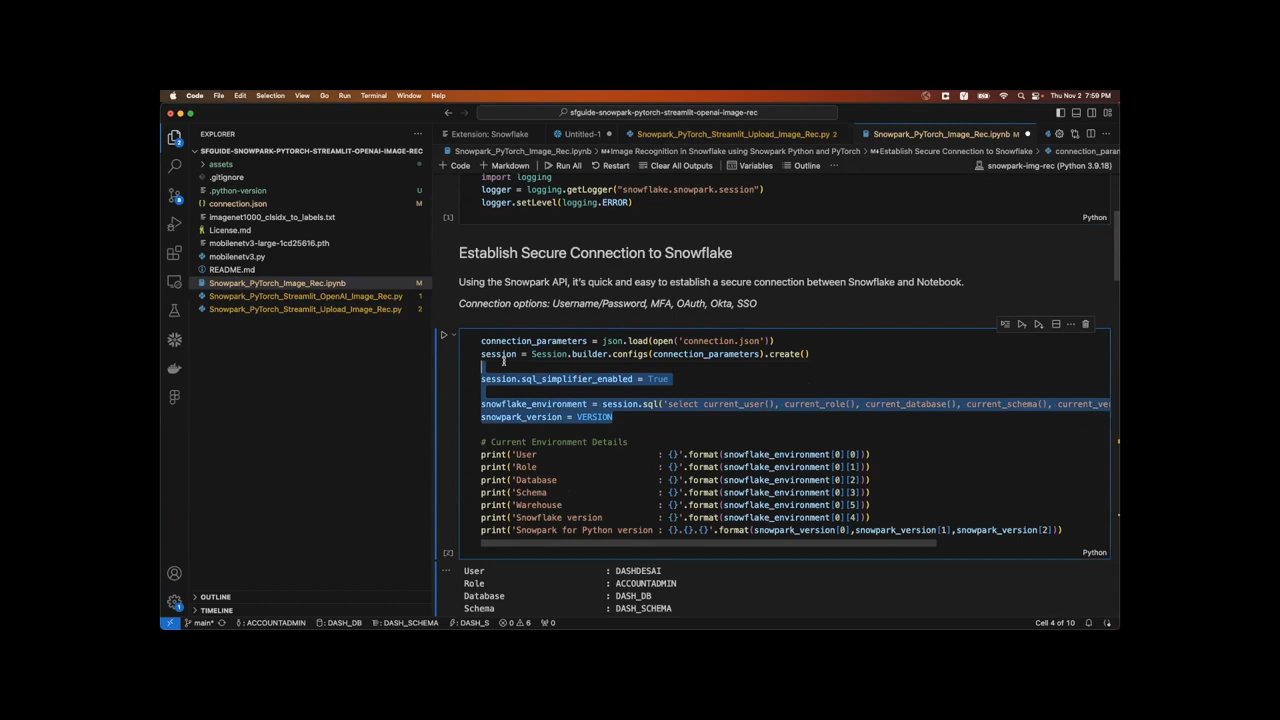 Code File Edit Selection View Go Run Terminal Window Help Thu Nov 2 7:59 PM
sfguide-snowpark-pytorch-streamlit-openai-image-rec
EXPLORER
SFGUIDE-SNOWPARK-PYTORCH-STREAMLIT-OPENAI-IMAGE-REC
assets
.gitignore
.python-version U
connection.json M
imagenet1000_clsidx_to_labels.txt
License.md
mobilenetv3-large-1cd25616.pth
mobilenetv3.py
README.md
Snowpark_PyTorch_Image_Rec.ipynb M
Snowpark_PyTorch_Streamlit_OpenAI_Image_Rec.py 1
Snowpark_PyTorch_Streamlit_Upload_Image_Rec.py 2
OUTLINE
TIMELINE
Extension: Snowflake Untitled-1 Snowpark_PyTorch_Streamlit_Upload_Image_Rec.py 2 Snowpark_PyTorch_Image_Rec.ipynb M
Snowpark_PyTorch_Image_Rec.ipynb > Image Recognition in Snowflake using Snowpark Python and PyTorch > Establish Secure Connection to Snowflake > connection_para
+ Code + Markdown Run All Restart Clear All Outputs Variables Outline ... snowpark-img-rec (Python 3.9.18)
import logging
logger = logging.getLogger("snowflake.snowpark.session")
logger.setLevel(logging.ERROR)
[1] Python
Establish Secure Connection to Snowflake
Using the Snowpark API, it's quick and easy to establish a secure connection between Snowflake and Notebook.
Connection options: Username/Password, MFA, OAuth, Okta, SSO
connection_parameters = json.load(open('connection.json'))
session = Session.builder.configs(connection_parameters).create()
session.sql_simplifier_enabled = True
snowflake_environment = session.sql('select current_user(), current_role(), current_database(), current_schema(), current_ve
snowpark_version = VERSION
# Current Environment Details
print('User : {}'.format(snowflake_environment[0][0]))
print('Role : {}'.format(snowflake_environment[0][1]))
print('Database : {}'.format(snowflake_environment[0][2]))
print('Schema : {}'.format(snowflake_environment[0][3]))
print('Warehouse : {}'.format(snowflake_environment[0][5]))
print('Snowflake version : {}'.format(snowflake_environment[0][4]))
print('Snowpark for Python version : {}.{}.{}'.format(snowpark_version[0],snowpark_version[1],snowpark_version[2]))
[2] Python
User : DASHDESAI
Role : ACCOUNTADMIN
Database : DASH_DB
Schema : DASH_SCHEMA
main* : ACCOUNTADMIN : DASH_DB : DASH_SCHEMA : DASH_S 0 6 0 Cell 4 of 10